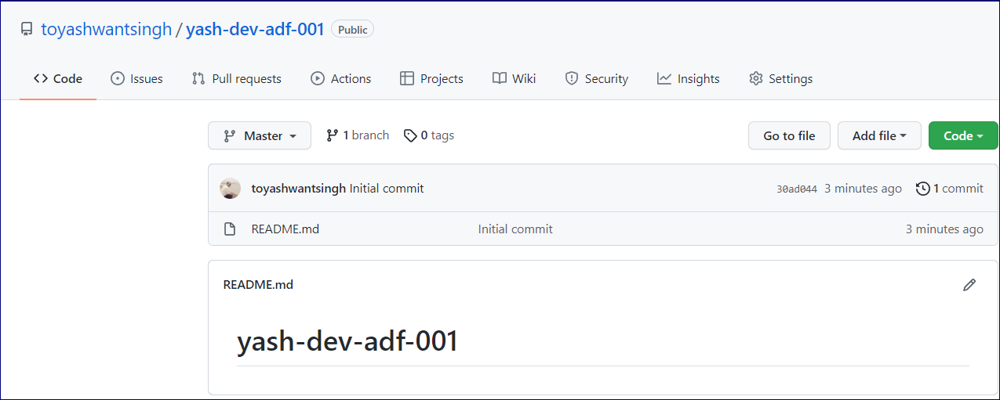 toyashwantsingh / yash-dev-adf-001 Public
Code Issues Pull requests Actions Projects Wiki Security Insights Settings
Master 1 branch 0 tags Go to file Add file Code
toyashwantsingh Initial commit 30ad044 3 minutes ago 1 commit
README.md Initial commit 3 minutes ago
README.md
yash-dev-adf-001